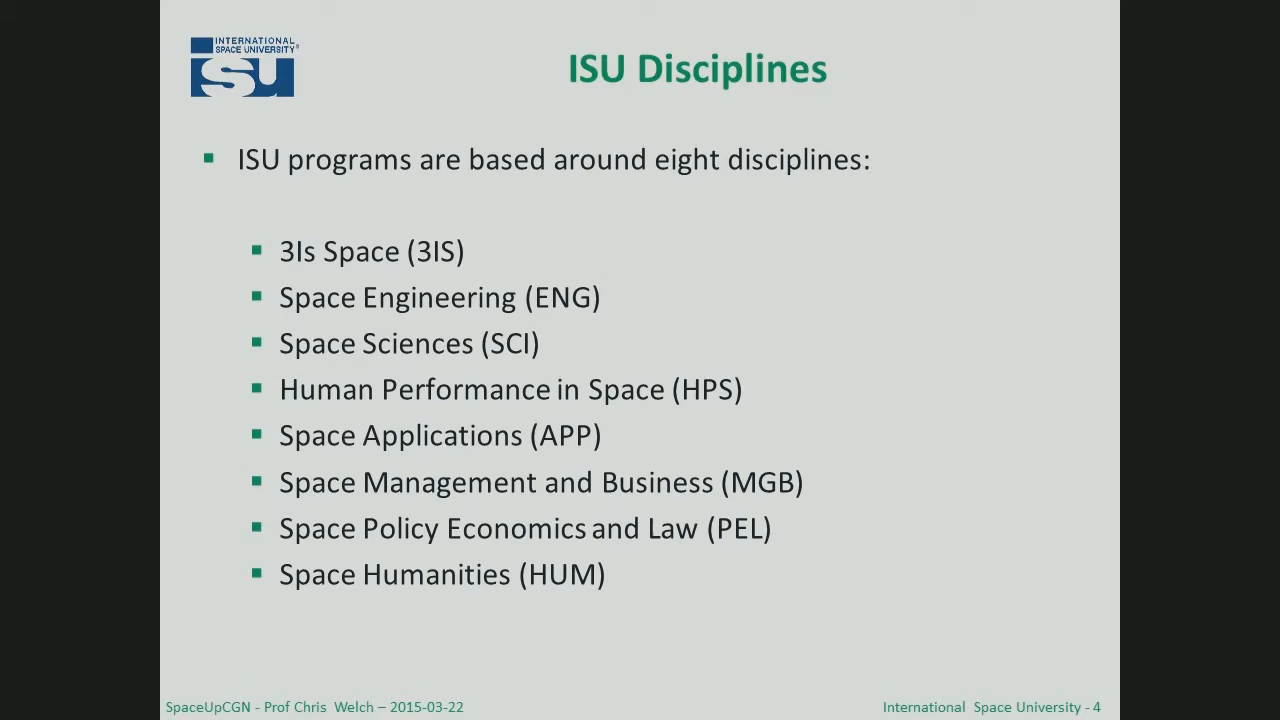 INTERNATIONAL
SPACE UNIVERSITY®
isu
ISU Disciplines
ISU programs are based around eight disciplines:
3Is Space (3IS)
Space Engineering (ENG)
Space Sciences (SCI)
Human Performance in Space (HPS)
Space Applications (APP)
Space Management and Business (MGB)
Space Policy Economics and Law (PEL)
Space Humanities (HUM)
SpaceUpCGN - Prof Chris Welch – 2015-03-22
International Space University - 4